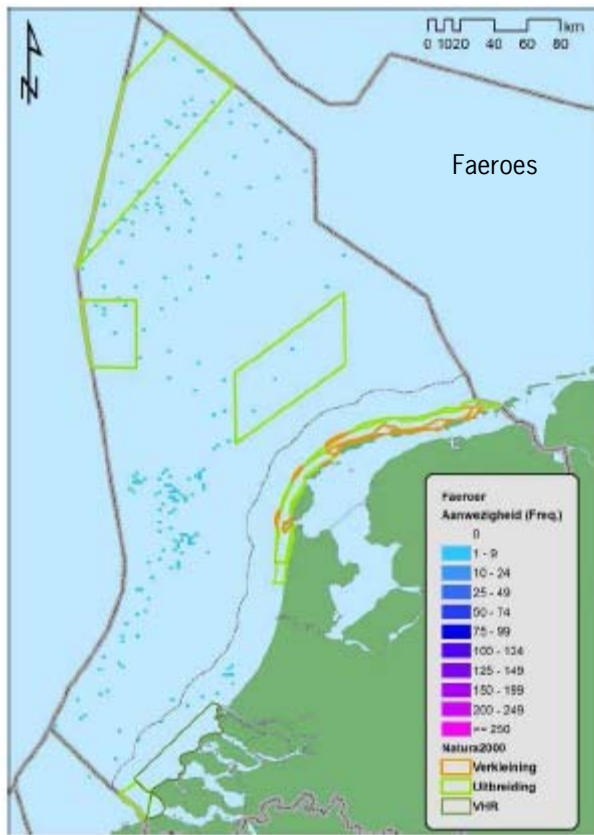 km
0 10 20 40 60 80
Faeroes
Faeroer
Aanwezigheid (Freq.)
0
1 - 9
10 - 24
25 - 49
50 - 74
75 - 99
100 - 124
125 - 149
150 - 199
200 - 249
>= 250
Natura2000
Verkleining
Uitbreiding
VHR